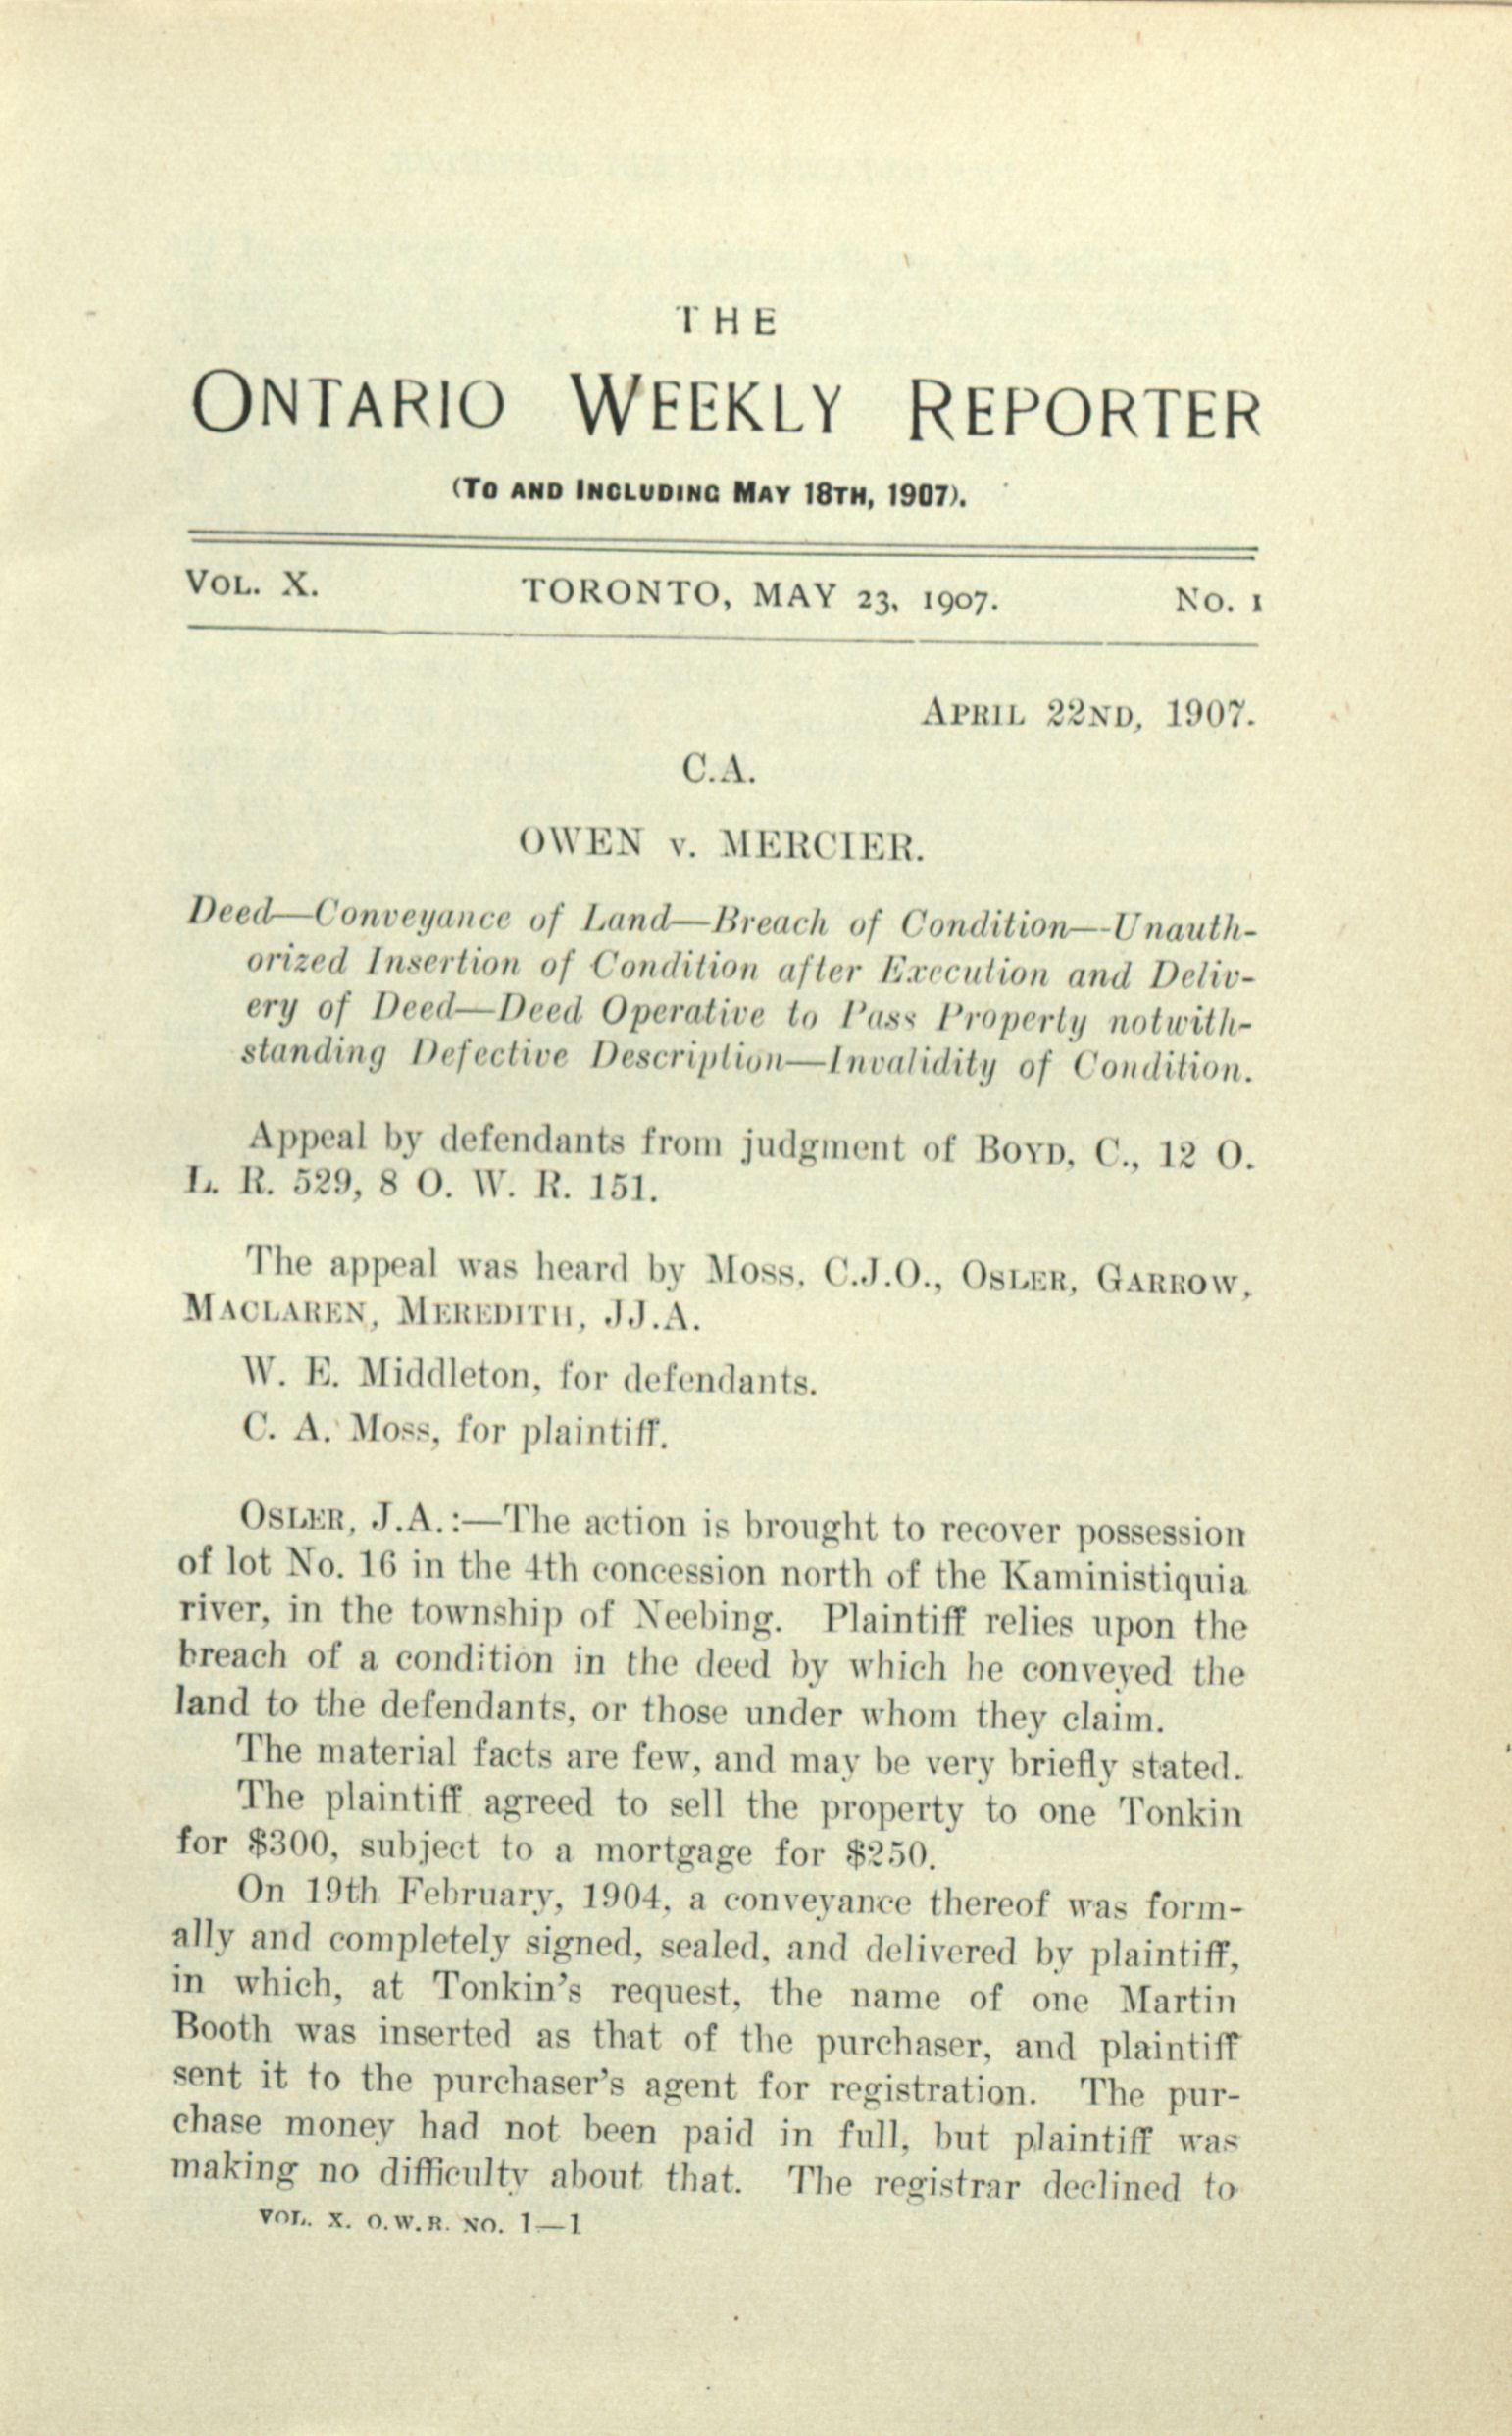 THE
ONTARIO WEEKLY REPORTER
(TO AND INCLUDING MAY 18TH, 1907).
VOL. X. TORONTO, MAY 23, 1907. NO. 1
APRIL 22ND, 1907.
C.A.
OWEN v. MERCIER.
Deed—Conveyance of Land—Breach of Condition—Unauth-
orized Insertion of Condition after Execution and Deliv-
ery of Deed—Deed Operative to Pass Property notwith-
standing Defective Description—Invalidity of Condition.
Appeal by defendants from judgment of BOYD, C., 12 O.
L. R. 529, 8 O. W. R. 151.
The appeal was heard by MOSS, C.J.O., OSLER, GARROW,
MACLAREN, MEREDITH, JJ.A.
W. E. Middleton, for defendants.
C. A. Moss, for plaintiff.
OSLER, J.A.:—The action is brought to recover possession
of lot No. 16 in the 4th concession north of the Kaministiquia
river, in the township of Neebing. Plaintiff relies upon the
breach of a condition in the deed by which he conveyed the
land to the defendants, or those under whom they claim.
The material facts are few, and may be very briefly stated.
The plaintiff agreed to sell the property to one Tonkin
for $300, subject to a mortgage for $250.
On 19th February, 1904, a conveyance thereof was form-
ally and completely signed, sealed, and delivered by plaintiff,
in which, at Tonkin's request, the name of one Martin
Booth was inserted as that of the purchaser, and plaintiff
sent it to the purchaser's agent for registration. The pur-
chase money had not been paid in full, but plaintiff was
making no difficulty about that. The registrar declined to
VOL. X. O.W.R. NO. 1—1